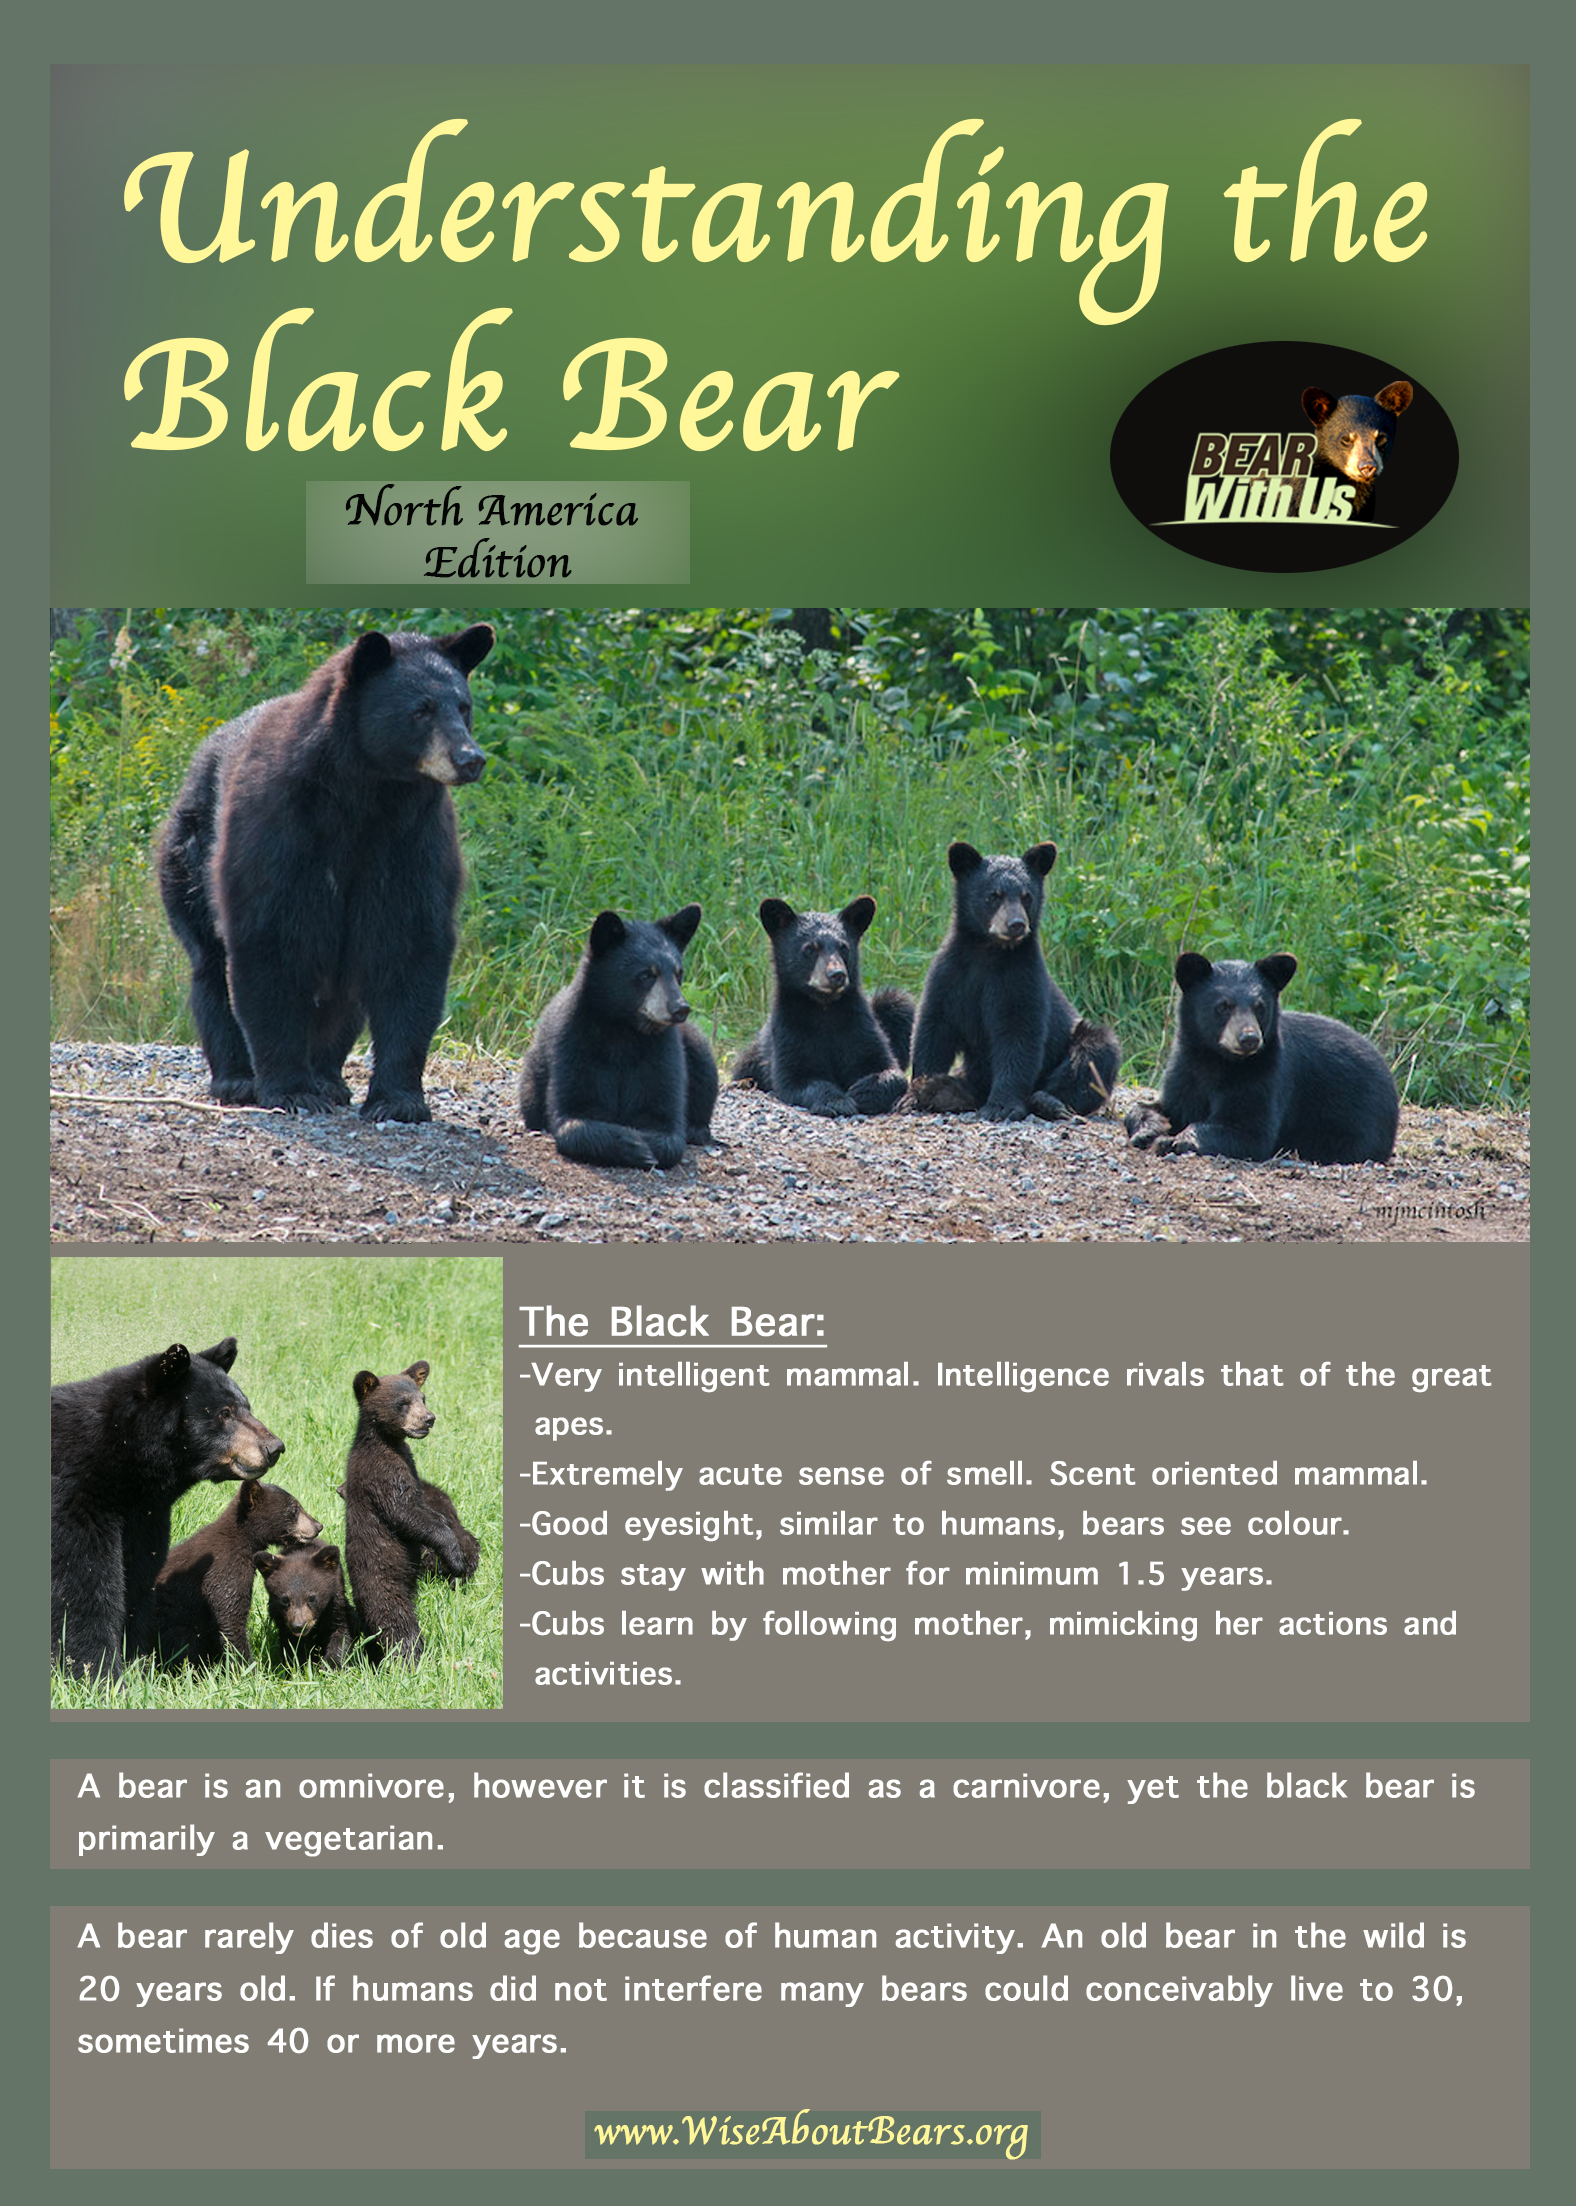 Understanding the
Black Bear
North America
Edition
BEAR
With Us
mjmcintosh
The Black Bear:
-Very intelligent mammal. Intelligence rivals that of the great
apes.
-Extremely acute sense of smell. Scent oriented mammal.
-Good eyesight, similar to humans, bears see colour.
-Cubs stay with mother for minimum 1.5 years.
-Cubs learn by following mother, mimicking her actions and
activities.
A bear is an omnivore, however it is classified as a carnivore, yet the black bear is
primarily a vegetarian.
A bear rarely dies of old age because of human activity. An old bear in the wild is
20 years old. If humans did not interfere many bears could conceivably live to 30,
sometimes 40 or more years.
www.WiseAboutBears.org